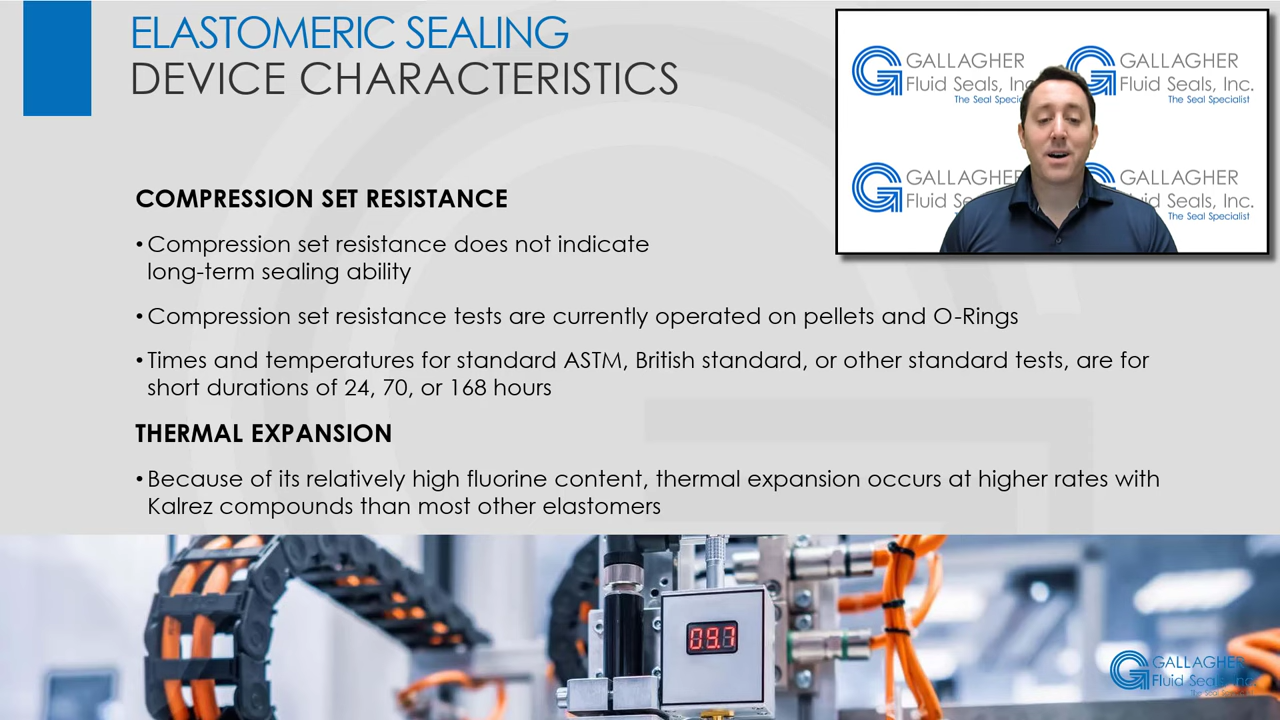 ELASTOMERIC SEALING
DEVICE CHARACTERISTICS
GALLAGHER
Fluid Seals, Inc.
The Seal Specialist
GALLAGHER
Fluid Seals, Inc.
The Seal Specialist
GALLAGHER
Fluid
GALLAGHER
Fluid Seals, Inc.
The Seal Specialist
COMPRESSION SET RESISTANCE
• Compression set resistance does not indicate
long-term sealing ability
• Compression set resistance tests are currently operated on pellets and O-Rings
• Times and temperatures for standard ASTM, British standard, or other standard tests, are for
short durations of 24, 70, or 168 hours
THERMAL EXPANSION
• Because of its relatively high fluorine content, thermal expansion occurs at higher rates with
Kalrez compounds than most other elastomers
09.7
GALLAGHER
Fluid Seals, Inc.
The Seal Specialist